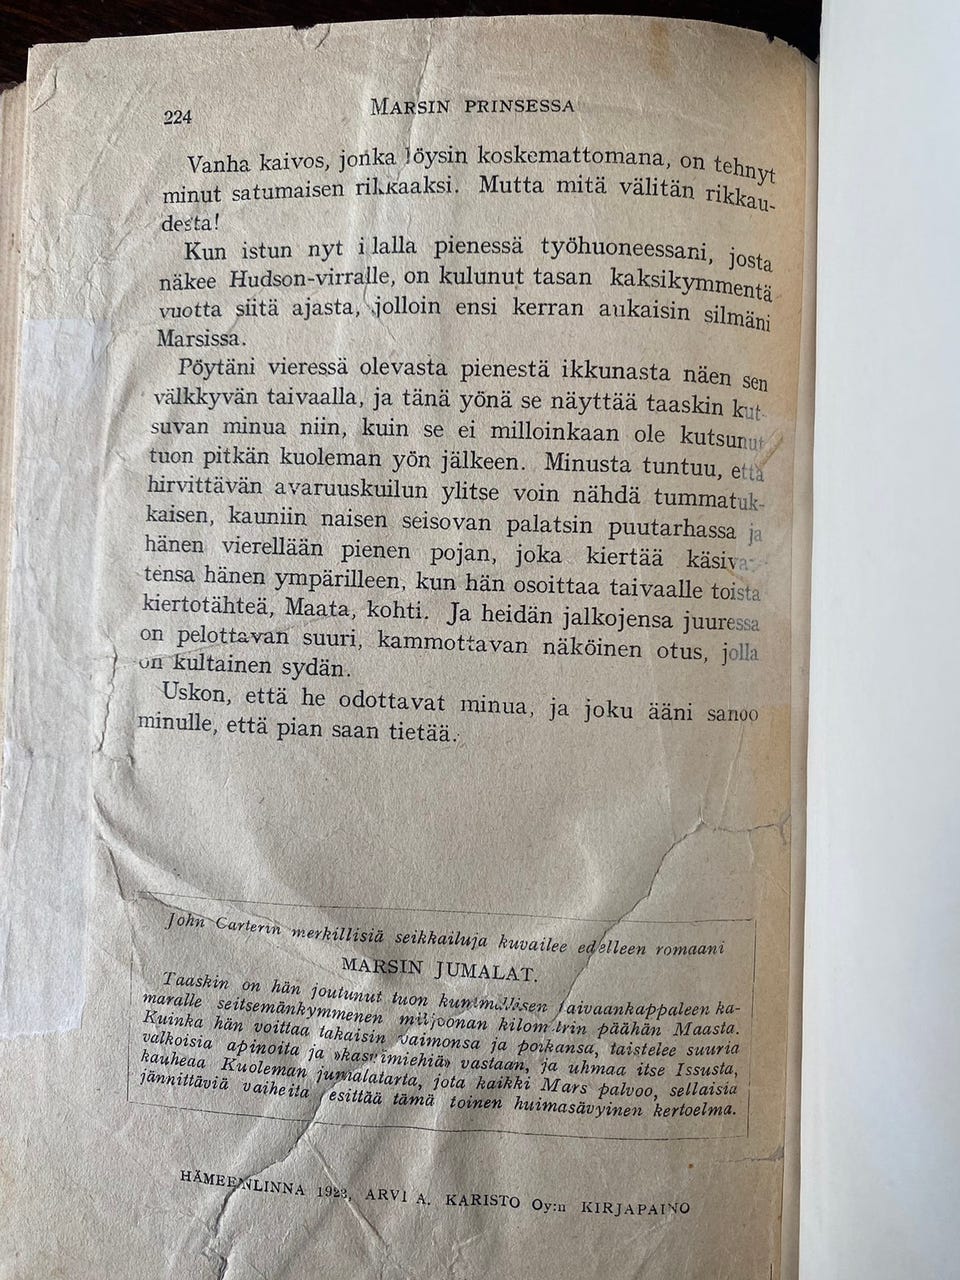 224
MARSIN PRINSESSA
Vanha kaivos, jonka löysin koskemattomana, on tehnyt
minut satumaisen rikkaaksi. Mutta mitä välitän rikkau-
desta!
Kun istun nyt illalla pienessä työhuoneessani, josta
näkee Hudson-virralle, on kulunut tasan kaksikymmentä
vuotta siitä ajasta, jolloin ensi kerran aukaisin silmäni
Marsissa.
Pöytäni vieressä olevasta pienestä ikkunasta näen sen
välkkyvän taivaalla, ja tänä yönä se näyttää taaskin kut-
suvan minua niin, kuin se ei milloinkaan ole kutsunut
tuon pitkän kuoleman yön jälkeen. Minusta tuntuu, että
hirvittävän avaruuskuilun ylitse voin nähdä tummatuk-
kaisen, kauniin naisen seisovan palatsin puutarhassa ja
hänen vierellään pienen pojan, joka kiertää käsivar-
tensa hänen ympärilleen, kun hän osoittaa taivaalle toista
kiertotähteä, Maata, kohti. Ja heidän jalkojensa juuressa
on pelottavan suuri, kammottavan näköinen otus, jolla
on kultainen sydän.
Uskon, että he odottavat minua, ja joku ääni sanoo
minulle, että pian saan tietää.
John Carterin merkillisiä seikkailuja kuvailee edelleen romaani
MARSIN JUMALAT.
Taaskin on hän joutunut tuon kummallisen taivaankappaleen ka-
maralle seitsemänkymmenen miljoonan kilometrin päähän Maasta.
Kuinka hän voittaa takaisin vaimonsa ja poikansa, taistelee suuria
valkoisia apinoita ja »kasvimiehiä» vastaan, ja uhmaa itse Issusta,
kauheaa Kuoleman jumalatarta, jota kaikki Mars palvoo, sellaisia
jännittäviä vaiheita esittää tämä toinen huimasävyinen kertoelma.
HÄMEENLINNA 1923, ARVI A. KARISTO Oy:n KIRJAPAINO